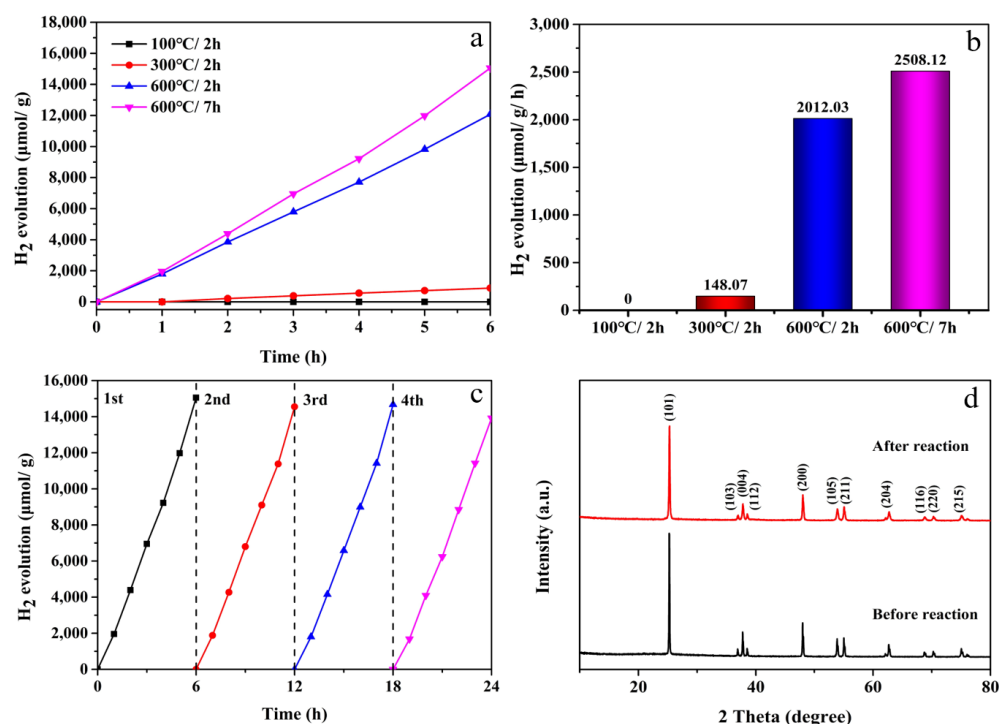 a
18,000
16,000
14,000
12,000
10,000
8,000
6,000
4,000
2,000
0
H2 evolution (μmol/ g)
100°C/ 2h
300°C/ 2h
600°C/ 2h
600°C/ 7h
0 1 2 3 4 5 6
Time (h)
b
3,000
2,500
2,000
1,500
1,000
500
0
H2 evolution (μmol/ g/ h)
0
148.07
2012.03
2508.12
100°C/ 2h 300°C/ 2h 600°C/ 2h 600°C/ 7h
c
16,000
14,000
12,000
10,000
8,000
6,000
4,000
2,000
0
H2 evolution (μmol/ g)
1st 2nd 3rd 4th
0 6 12 18 24
Time (h)
d
Intensity (a.u.)
(101) (103) (004) (112) (200) (105) (211) (204) (116) (220) (215)
After reaction
Before reaction
20 40 60 80
2 Theta (degree)